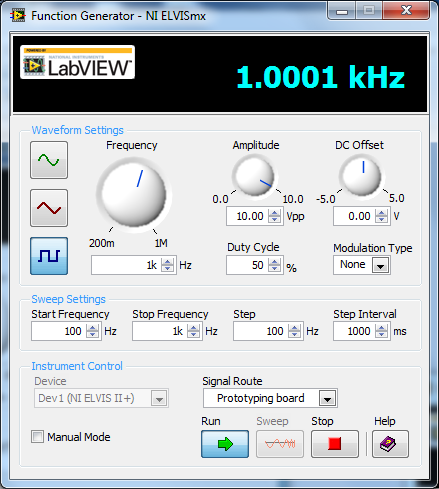 Function Generator - NI ELVISmx
POWERED BY
NATIONAL INSTRUMENTS
LabVIEW™
1.0001 kHz
Waveform Settings
Frequency
Amplitude
DC Offset
0.0 10.0 -5.0 5.0
200m 1M
10.00 Vpp 0.00 V
1k Hz
Duty Cycle Modulation Type
50 % None
Sweep Settings
Start Frequency Stop Frequency Step Step Interval
100 Hz 1k Hz 100 Hz 1000 ms
Instrument Control
Device Signal Route
Dev1 (NI ELVIS II+) Prototyping board
Run Sweep Stop Help
Manual Mode